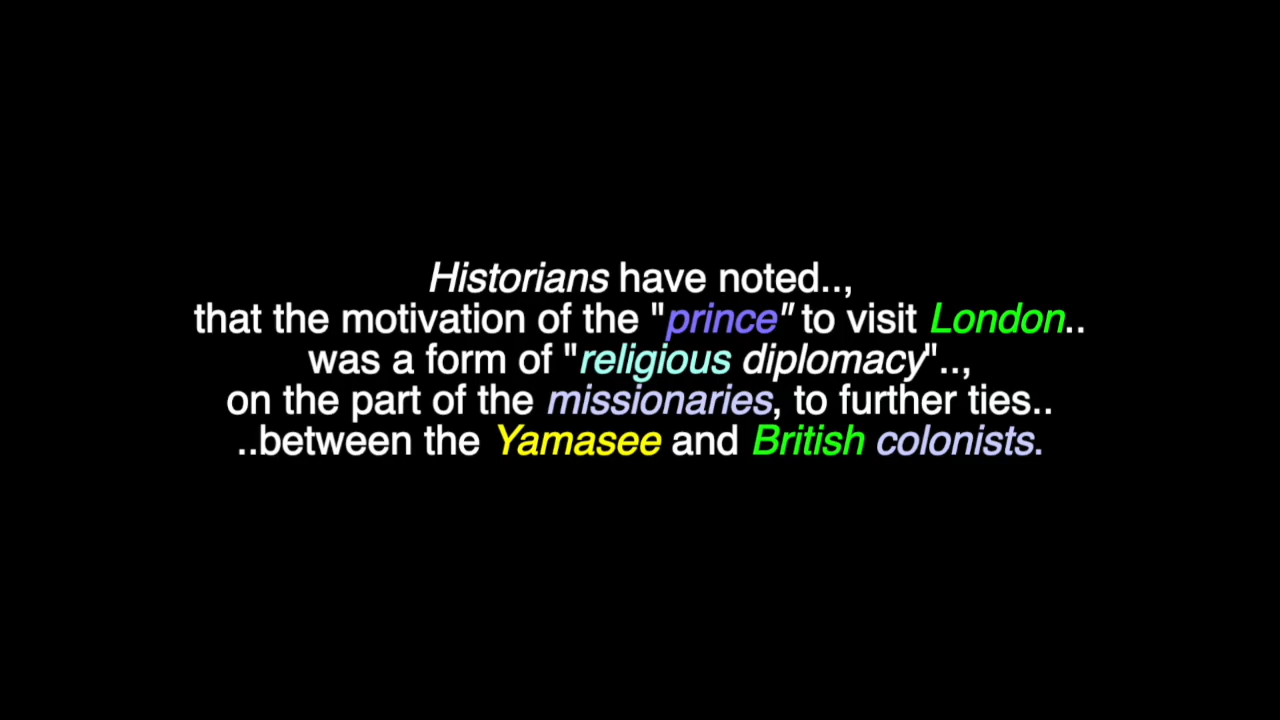 Historians have noted..,
that the motivation of the "prince" to visit London..
was a form of "religious diplomacy"..,
on the part of the missionaries, to further ties..
..between the Yamasee and British colonists.